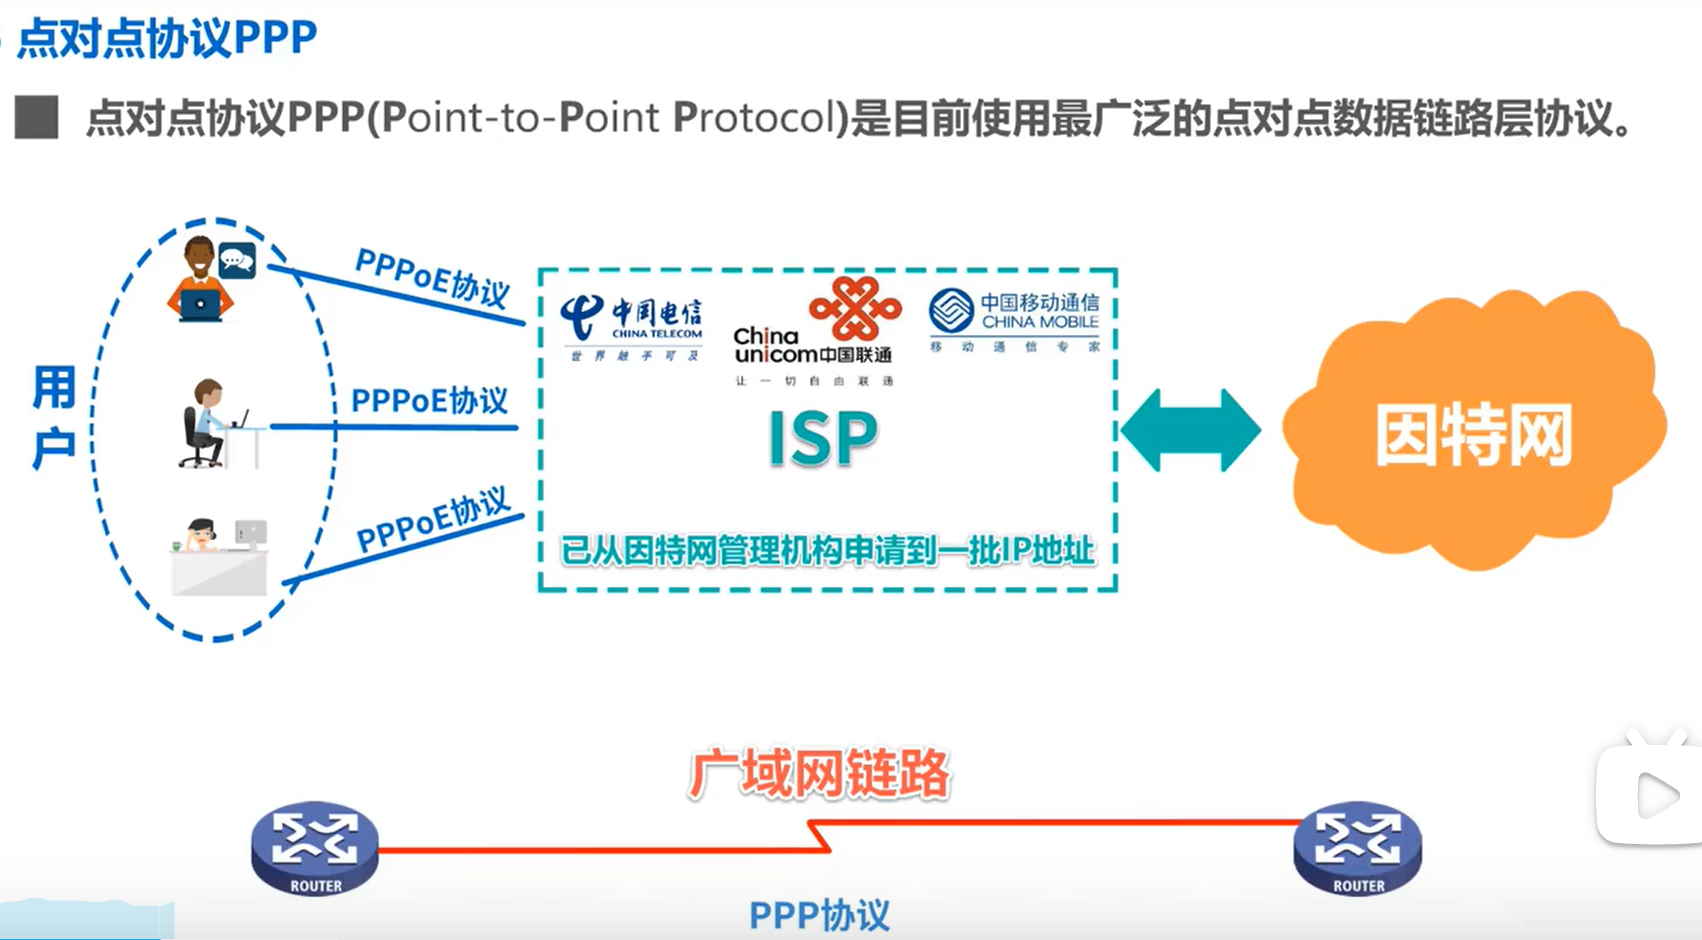 点对点协议PPP
点对点协议PPP(Point-to-Point Protocol)是目前使用最广泛的点对点数据链路层协议。
用户
PPPoE协议
PPPoE协议
PPPoE协议
中国电信
CHINA TELECOM
世界触手可及
China
unicom中国联通
让一切自由联通
中国移动通信
CHINA MOBILE
移动通信专家
ISP
已从因特网管理机构申请到一批IP地址
因特网
广域网链路
ROUTER
ROUTER
PPP协议